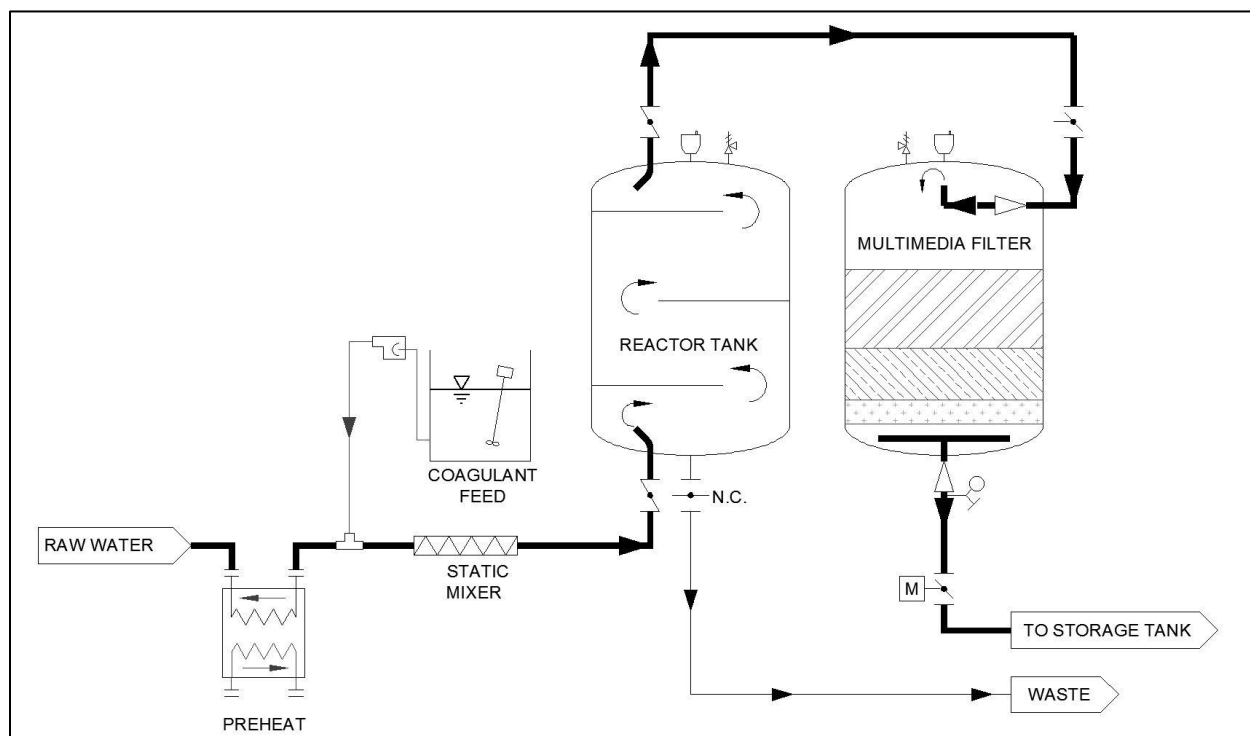 REACTOR TANK
MULTIMEDIA FILTER
COAGULANT
FEED
N.C.
RAW WATER
STATIC
MIXER
M
TO STORAGE TANK
WASTE
PREHEAT